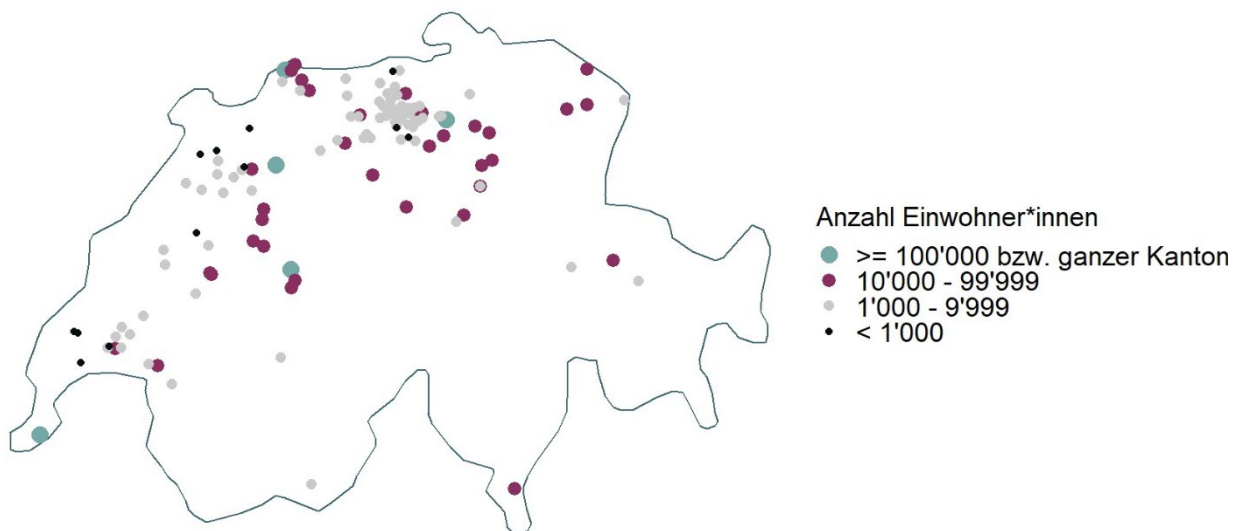 Anzahl Einwohner*innen
>= 100'000 bzw. ganzer Kanton
10'000 - 99'999
1'000 - 9'999
< 1'000